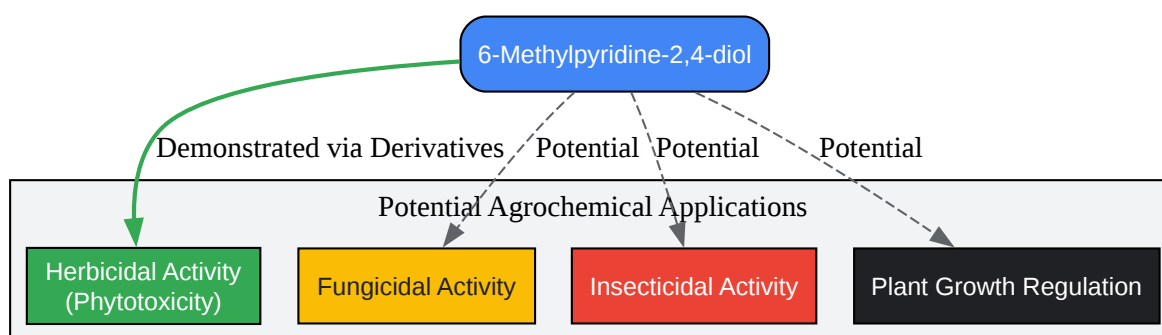 6-Methylpyridine-2,4-diol
Demonstrated via Derivatives
Potential
Potential
Potential
Potential Agrochemical Applications
Herbicidal Activity
(Phytotoxicity)
Fungicidal Activity
Insecticidal Activity
Plant Growth Regulation